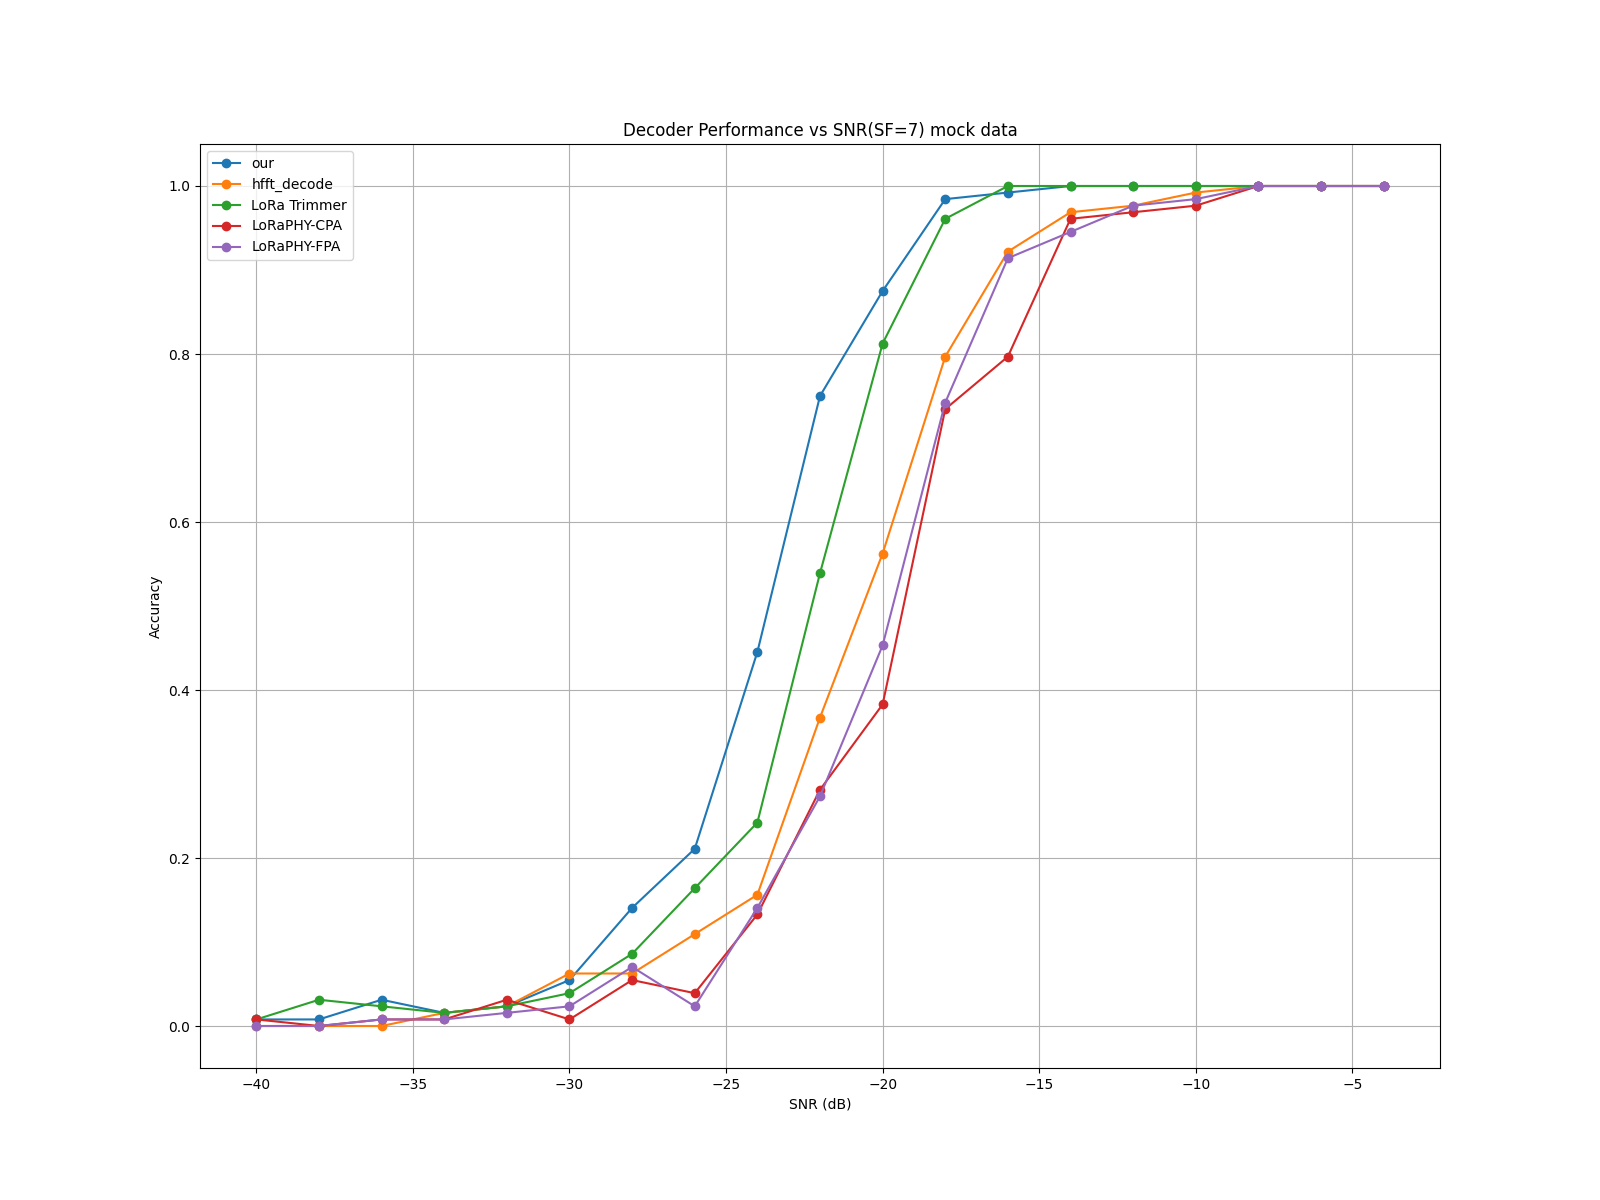 Decoder Performance vs SNR(SF=7) mock data
our
hfft_decode
LoRa Trimmer
LoRaPHY-CPA
LoRaPHY-FPA
1.0
0.8
0.6
0.4
0.2
0.0
Accuracy
−40
−35
−30
−25
−20
−15
−10
−5
SNR (dB)